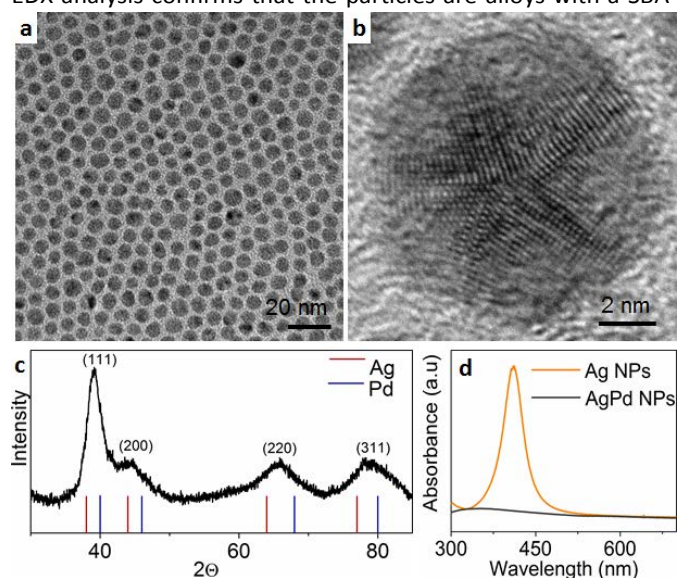 EDX analysis confirms that the particles are alloys with a
a
b
20 nm
2 nm
c
(111)
(200)
(220)
(311)
Ag
Pd
Intensity
40
60
80
2Θ
d
Ag NPs
AgPd NPs
Absorbance (a.u)
300
450
600
Wavelength (nm)